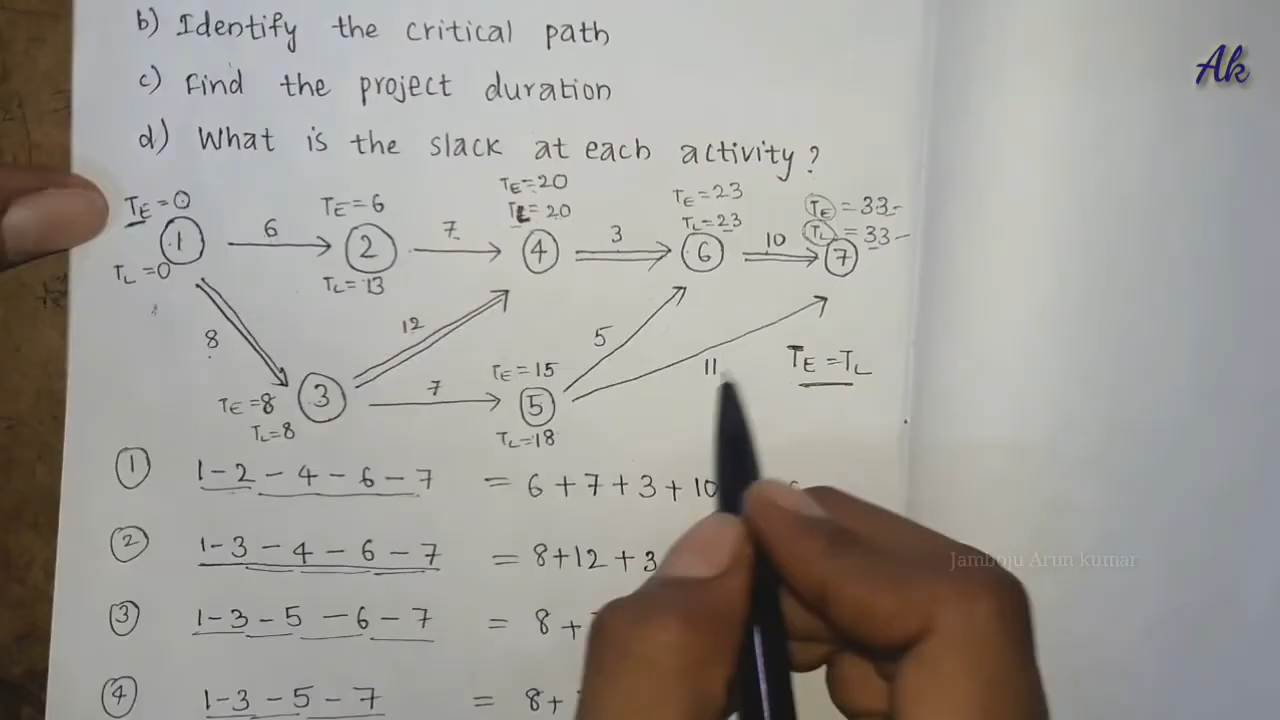 b) Identify the critical path
Ak
c) Find the project duration
d) What is the slack at each activity?
TE=0
TE=6
TE=20
TL=20
TE=23
TL=23
TE=33
TL=33
1
6
2
7
4
3
6
10
7
TL=0
TL=13
8
12
5
11
TE=TL
TE=8
3
7
TE=15
5
TL=8
TL=18
1 1-2-4-6-7 = 6+7+3+10
2 1-3-4-6-7 = 8+12+3
Jamboju Arun kumar
3 1-3-5-6-7 = 8+
4 1-3-5-7 = 8+